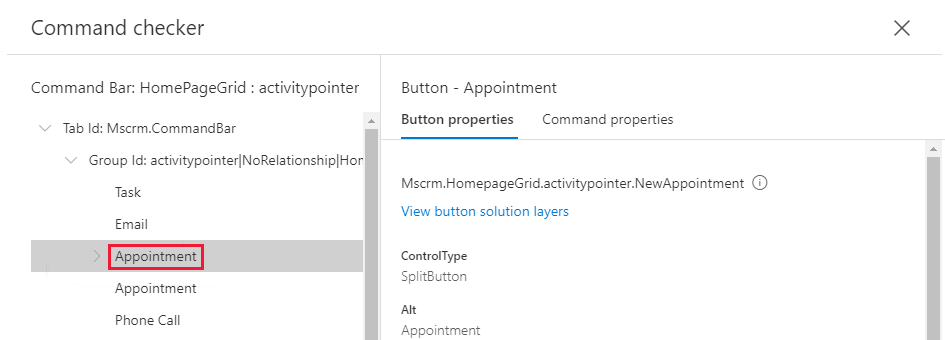 Command checker
Command Bar: HomePageGrid : activitypointer
Tab Id: Mscrm.CommandBar
Group Id: activitypointer|NoRelationship|Hom
Task
Email
Appointment
Appointment
Phone Call
Button - Appointment
Button properties Command properties
Mscrm.HomepageGrid.activitypointer.NewAppointment
View button solution layers
ControlType
SplitButton
Alt
Appointment